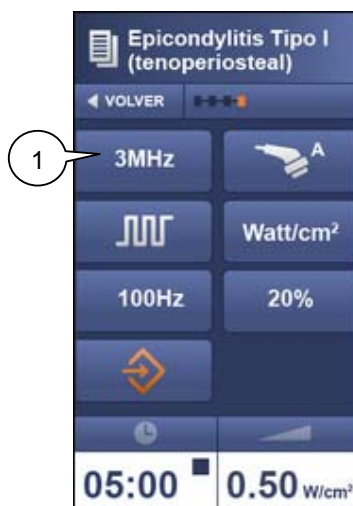 Epicondylitis Tipo I
(tenoperiosteal)
VOLVER
1
3MHz
A
Watt/cm²
100Hz
20%
05:00
0.50 W/cm²